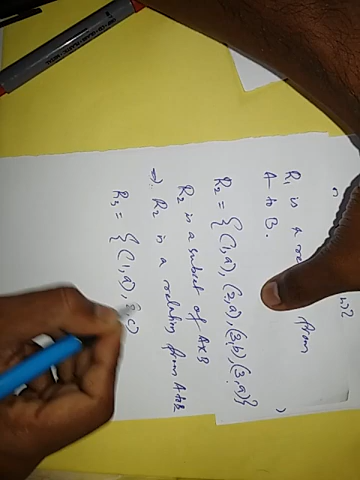 R₁ is a from
A to B.
R₂ = {(1,a), (2,a), (3,b), (3,a)}
R₂ is a subset of A×B
⇒ R₂ is a relation from A to B
R₃ = {(1,a), (2,c)